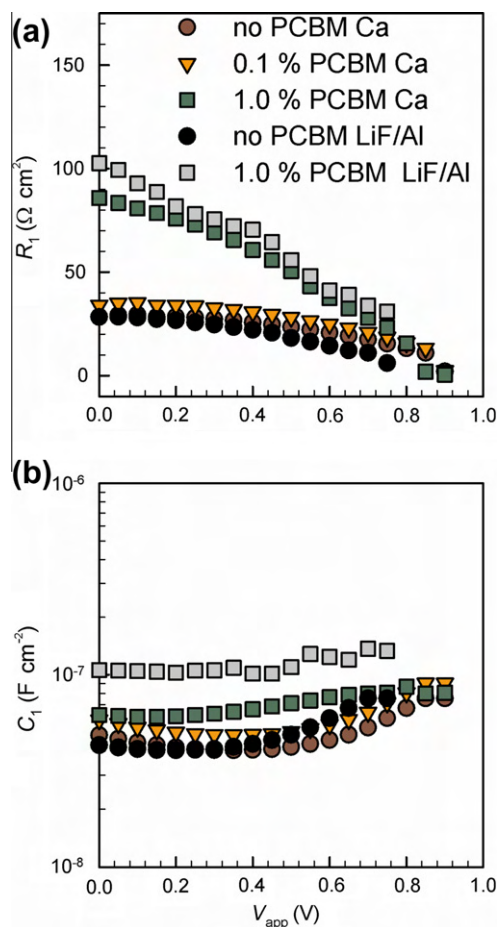 (a)
no PCBM Ca
0.1 % PCBM Ca
1.0 % PCBM Ca
no PCBM LiF/Al
1.0 % PCBM LiF/Al
150
100
50
0
R₁ (Ω cm²)
0.0 0.2 0.4 0.6 0.8 1.0
(b)
10⁻⁶
10⁻⁷
10⁻⁸
C₁ (F cm⁻²)
0.0 0.2 0.4 0.6 0.8 1.0
V_app (V)